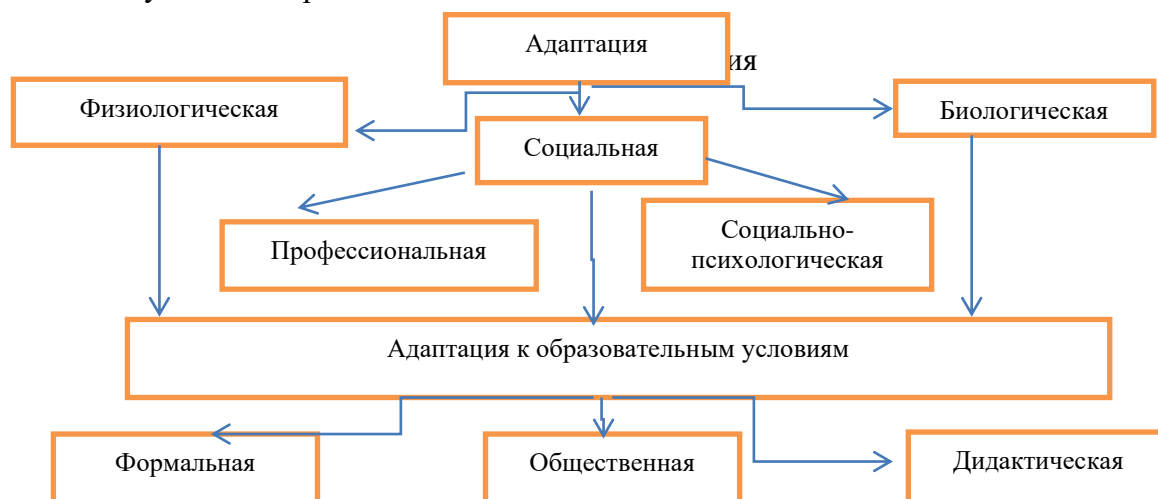 Адаптация
Физиологическая
Биологическая
Социальная
Профессиональная
Социально-
психологическая
Адаптация к образовательным условиям
Формальная
Общественная
Дидактическая